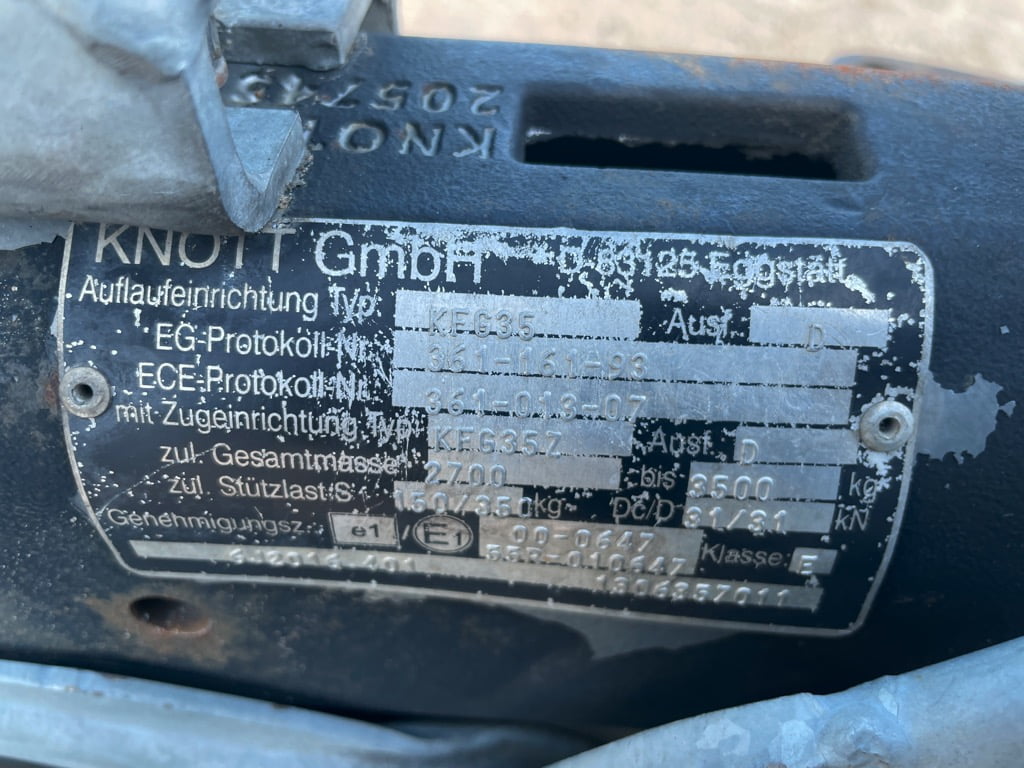 205743
KNOTT
KNOTT GmbH D-83125 Eggstätt
Auflaufeinrichtung Typ KFG35 Ausf. D
EG-Protokoll-Nr. 361-161-93
ECE-Protokoll-Nr. 361-013-07
mit Zugeinrichtung Typ KFG35Z Ausf. D
zul. Gesamtmasse 2700 bis 3500 kg
zul. Stützlast S 150/350 kg Dc/D 31/31 kN
Genehmigungsz. e1 / E1 00-0647
55R-010647 Klasse: E
1306357011